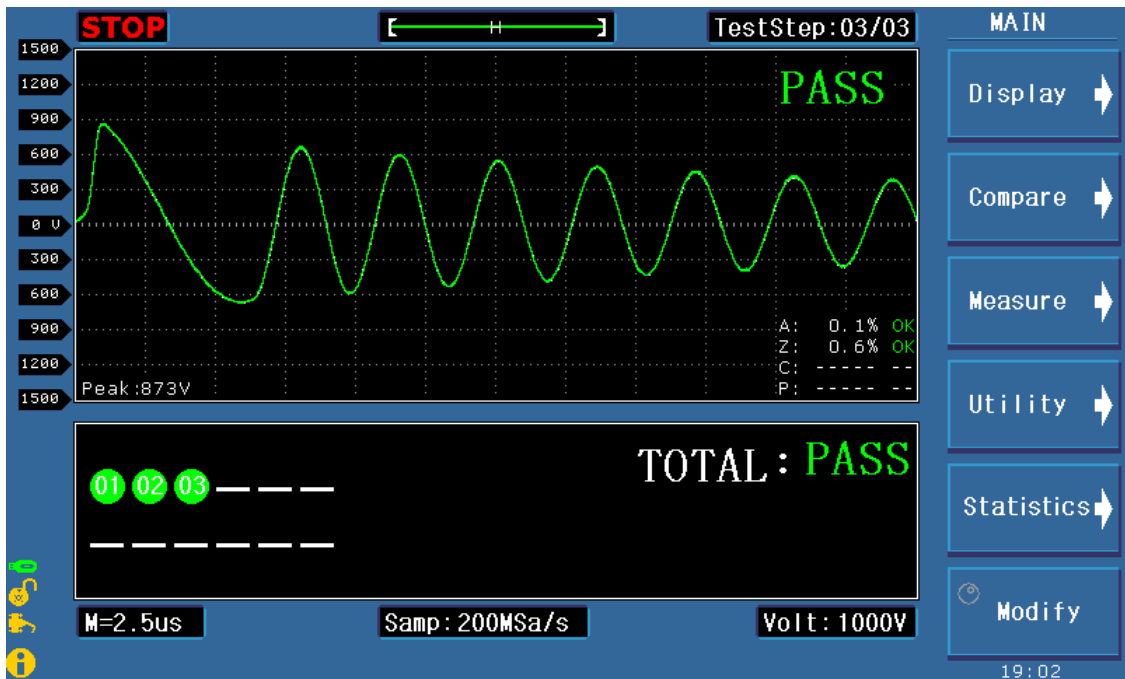 STOP
[ H ]
TestStep:03/03
MAIN
1500
1200
900
600
300
0 V
300
600
900
1200
1500
PASS
A: 0.1% OK
Z: 0.6% OK
C: ----- --
P: ----- --
Peak:873V
TOTAL: PASS
01 02 03 _ _ _
_ _ _ _ _ _
M=2.5us
Samp:200MSa/s
Volt:1000V
Display
Compare
Measure
Utility
Statistics
Modify
19:02